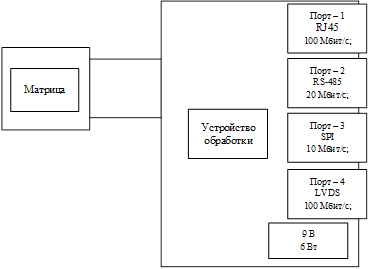 Матрица
Устройство
обработки
Порт – 1
RJ45
100 Мбит/с;
Порт – 2
RS-485
20 Мбит/с;
Порт – 3
SPI
10 Мбит/с;
Порт – 4
LVDS
100 Мбит/с;
9 В
6 Вт